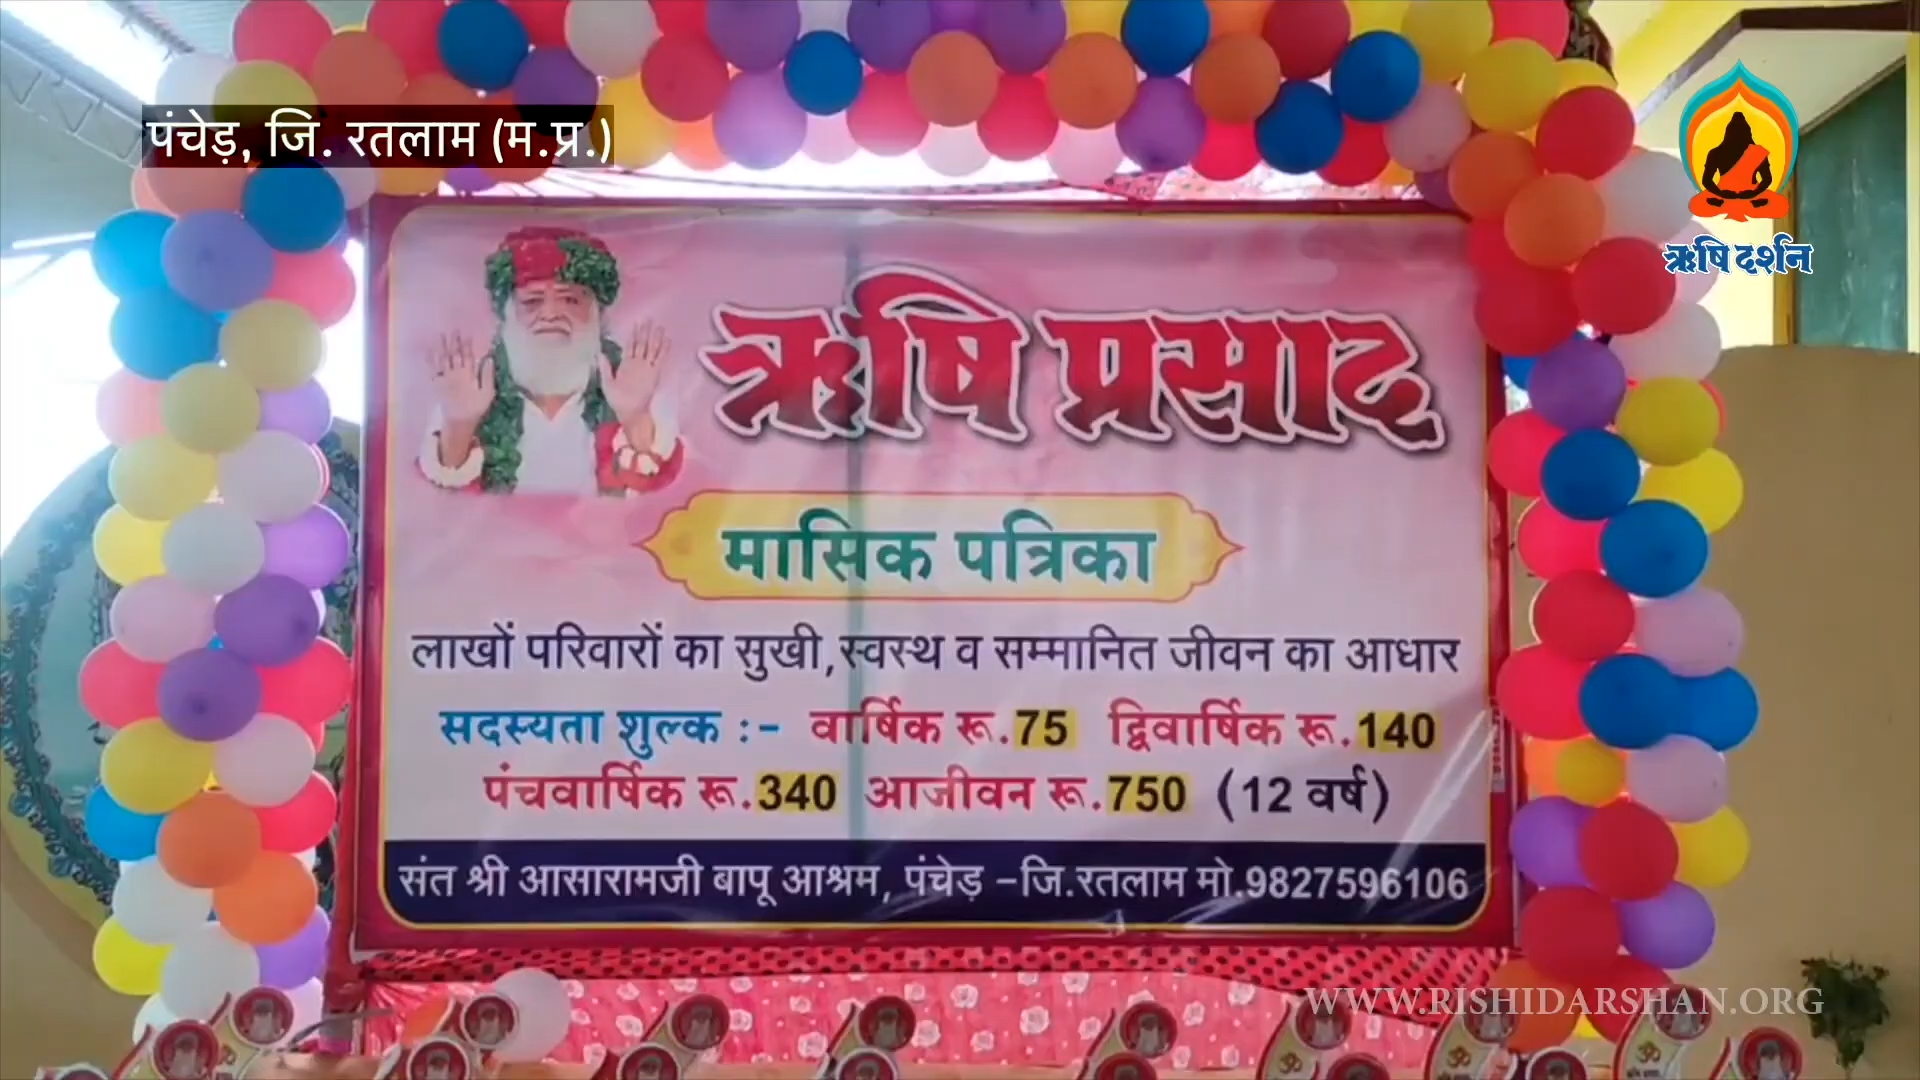 पंचेड़, जि. रतलाम (म.प्र.)
ऋषि दर्शन
ऋषि प्रसाद
मासिक पत्रिका
लाखों परिवारों का सुखी,स्वस्थ व सम्मानित जीवन का आधार
सदस्यता शुल्क :- वार्षिक रू.75 द्विवार्षिक रू.140
पंचवार्षिक रू.340 आजीवन रू.750 (12 वर्ष)
संत श्री आसारामजी बापू आश्रम, पंचेड़ -जि.रतलाम मो.9827596106
WWW.RISHIDARSHAN.ORG